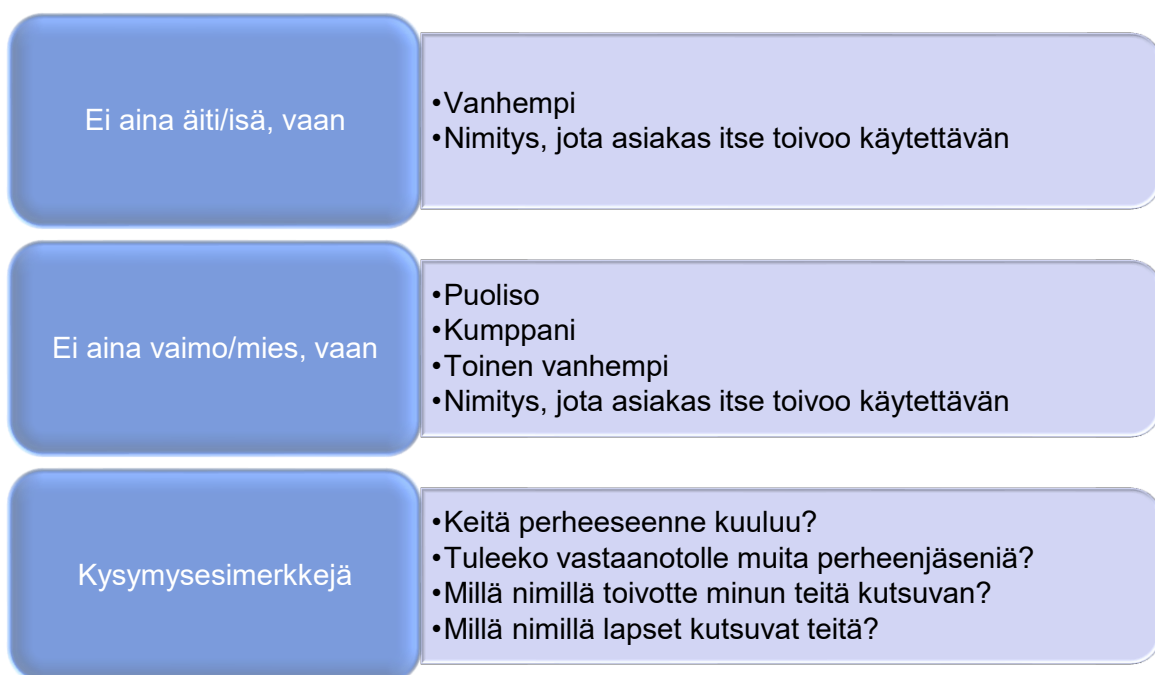 Ei aina äiti/isä, vaan
•Vanhempi
•Nimitys, jota asiakas itse toivoo käytettävän
Ei aina vaimo/mies, vaan
•Puoliso
•Kumppani
•Toinen vanhempi
•Nimitys, jota asiakas itse toivoo käytettävän
Kysymysesimerkkejä
•Keitä perheeseenne kuuluu?
•Tuleeko vastaanotolle muita perheenjäseniä?
•Millä nimillä toivotte minun teitä kutsuvan?
•Millä nimillä lapset kutsuvat teitä?